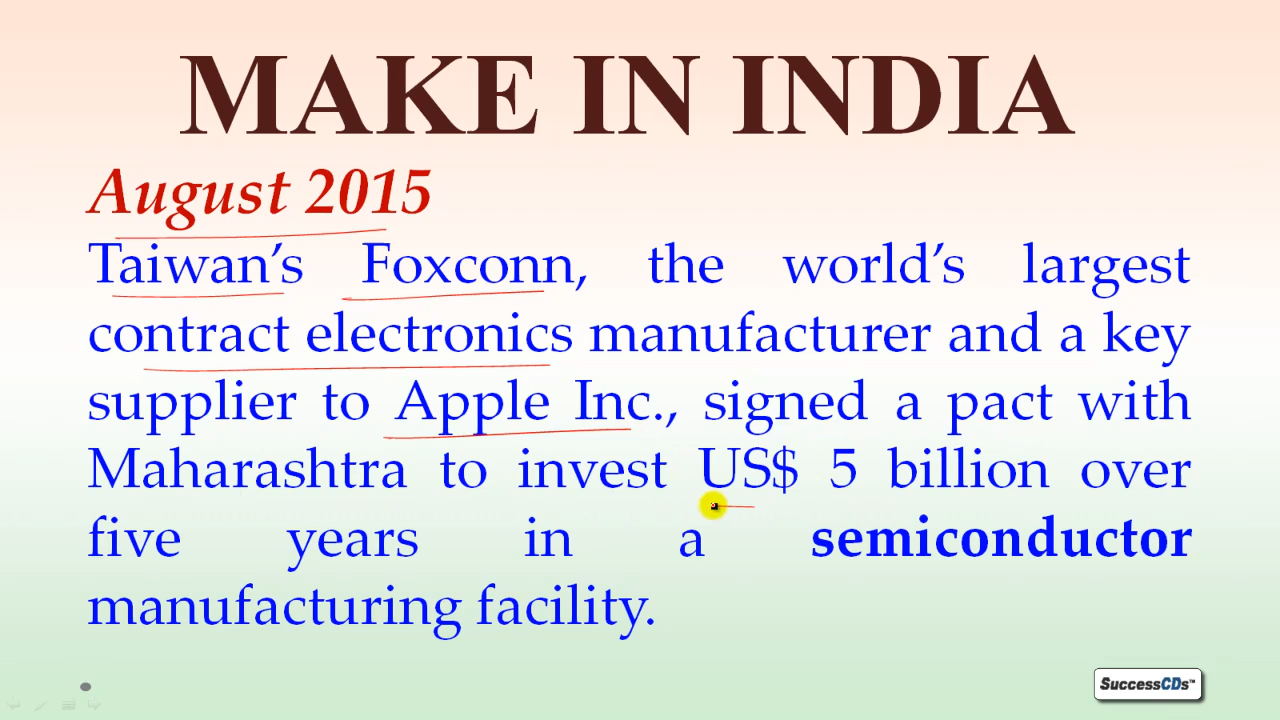 MAKE IN INDIA
August 2015
Taiwan’s Foxconn, the world’s largest
contract electronics manufacturer and a key
supplier to Apple Inc., signed a pact with
Maharashtra to invest US$ 5 billion over
five years in a semiconductor
manufacturing facility.
SuccessCDs™